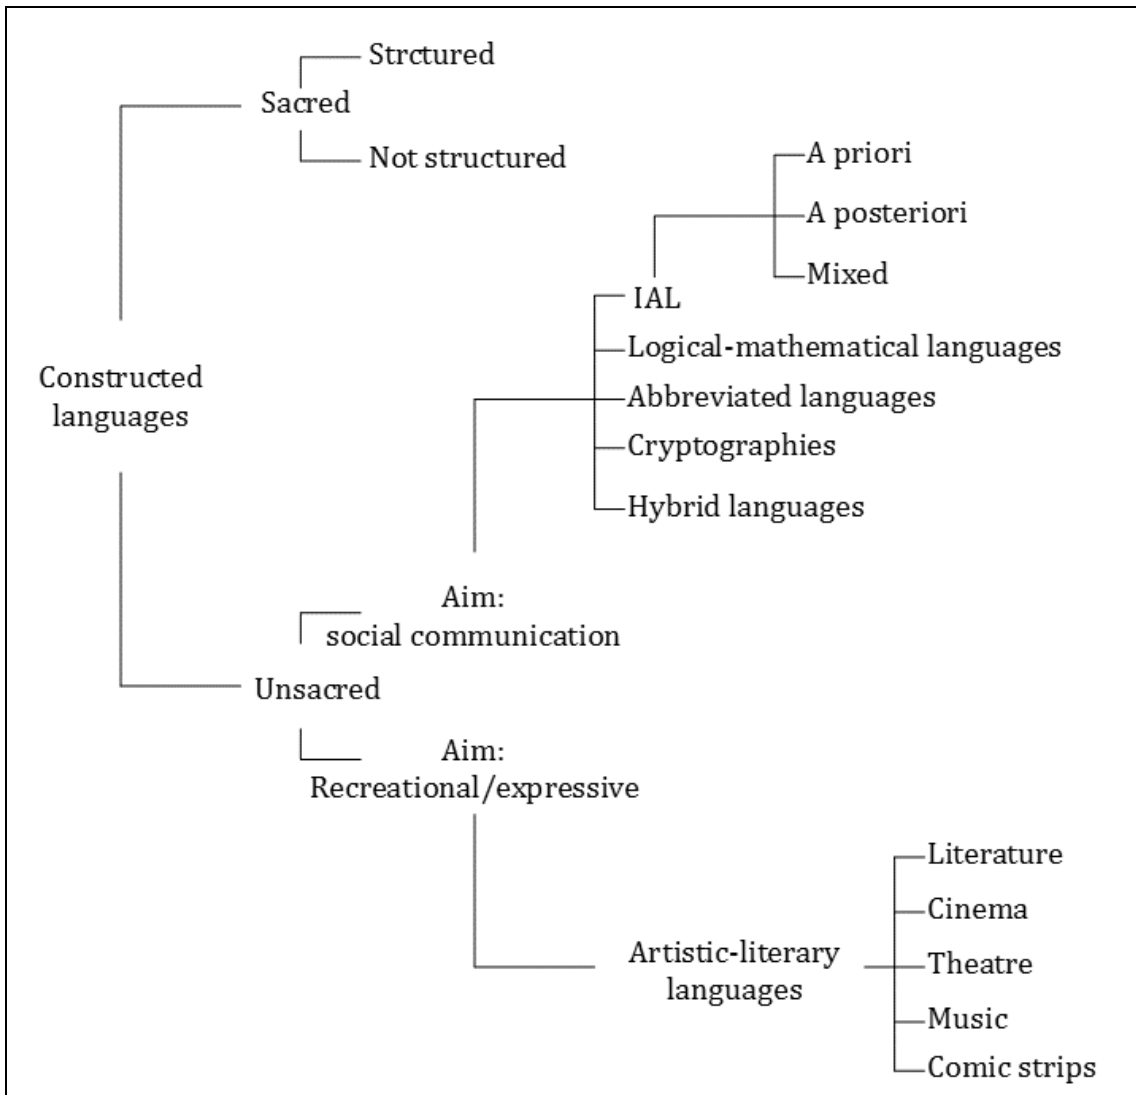 Strctured
Sacred
Not structured
A priori
A posteriori
Mixed
IAL
Logical-mathematical languages
Constructed
languages
Abbreviated languages
Cryptographies
Hybrid languages
Aim:
social communication
Unsacred
Aim:
Recreational/expressive
Literature
Cinema
Artistic-literary
languages
Theatre
Music
Comic strips